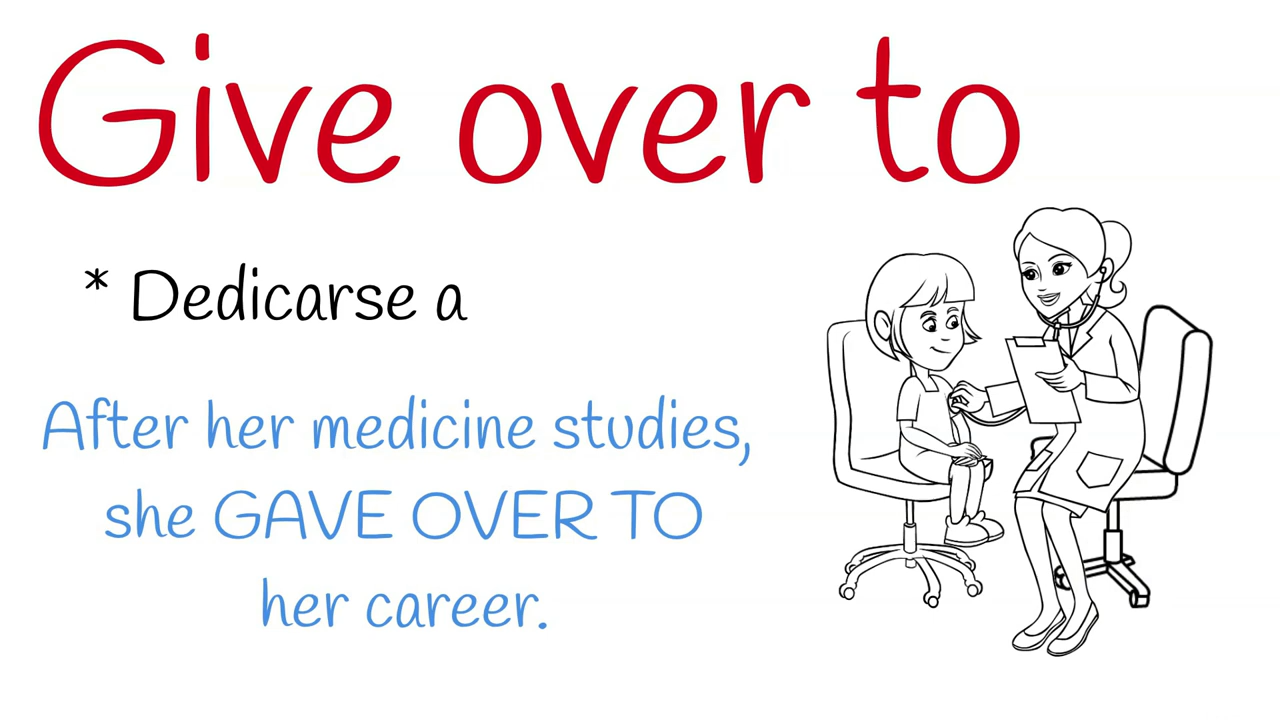 Give over to
* Dedicarse a
After her medicine studies,
she GAVE OVER TO
her career.